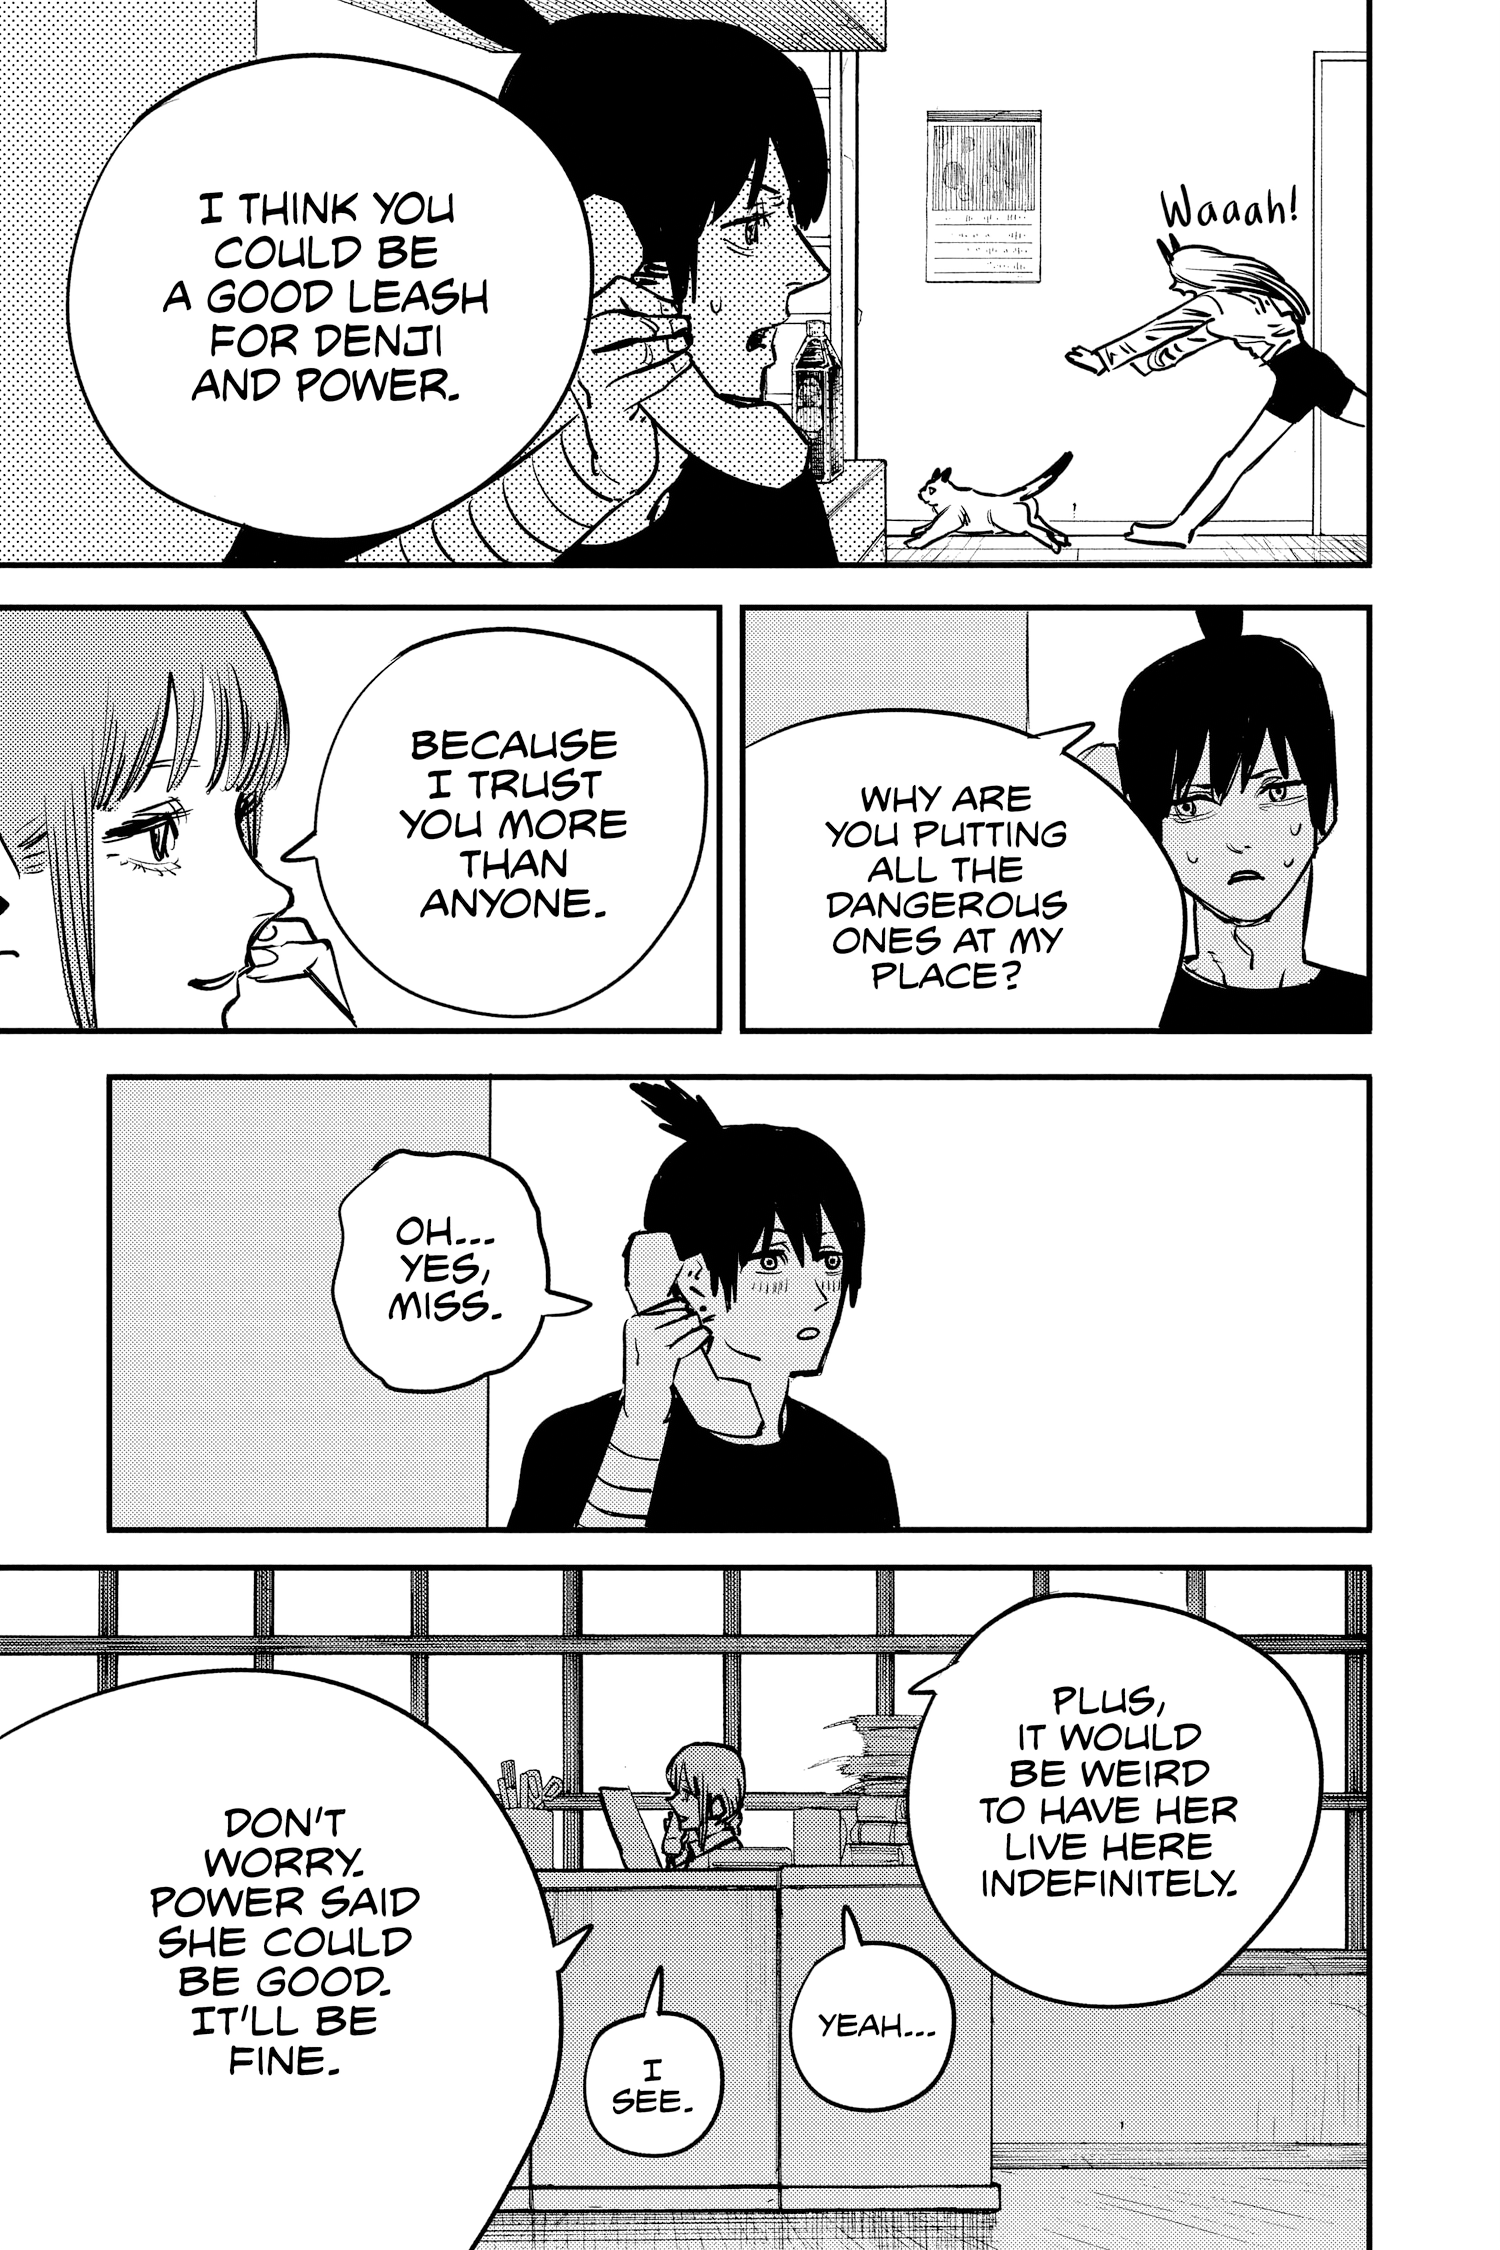 I THINK YOU
COULD BE
A GOOD LEASH
FOR DENJI
AND POWER.
Waaah!
WHY ARE
YOU PUTTING
ALL THE
DANGEROUS
ONES AT MY
PLACE?
BECAUSE
I TRUST
YOU MORE
THAN
ANYONE.
OH...
YES,
MISS.
PLUS,
IT WOULD
BE WEIRD
TO HAVE HER
LIVE HERE
INDEFINITELY.
YEAH...
I
SEE.
DON'T
WORRY.
POWER SAID
SHE COULD
BE GOOD.
IT'LL BE
FINE.